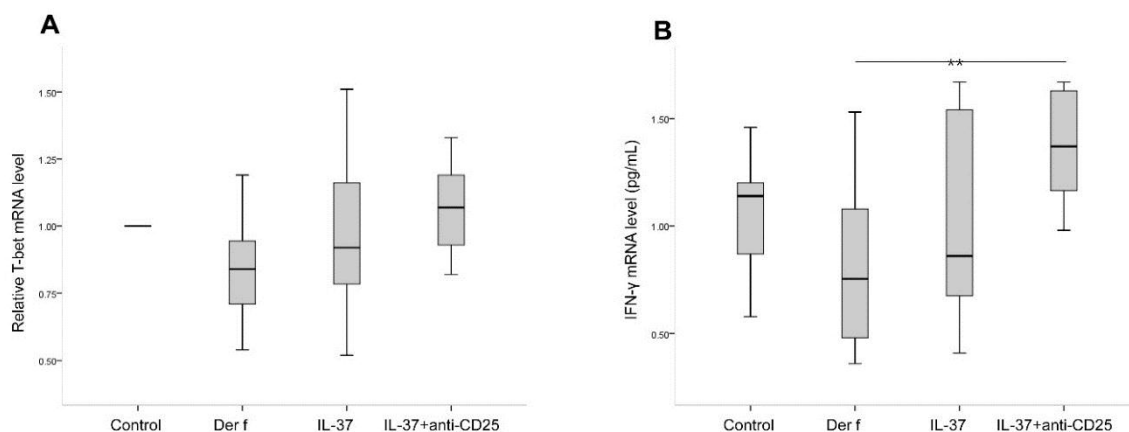 A
Relative T-bet mRNA level
1.50
1.25
1.00
0.75
0.50
Control Der f IL-37 IL-37+anti-CD25
B
**
IFN-γ mRNA level (pg/mL)
1.50
1.00
0.50
Control Der f IL-37 IL-37+anti-CD25